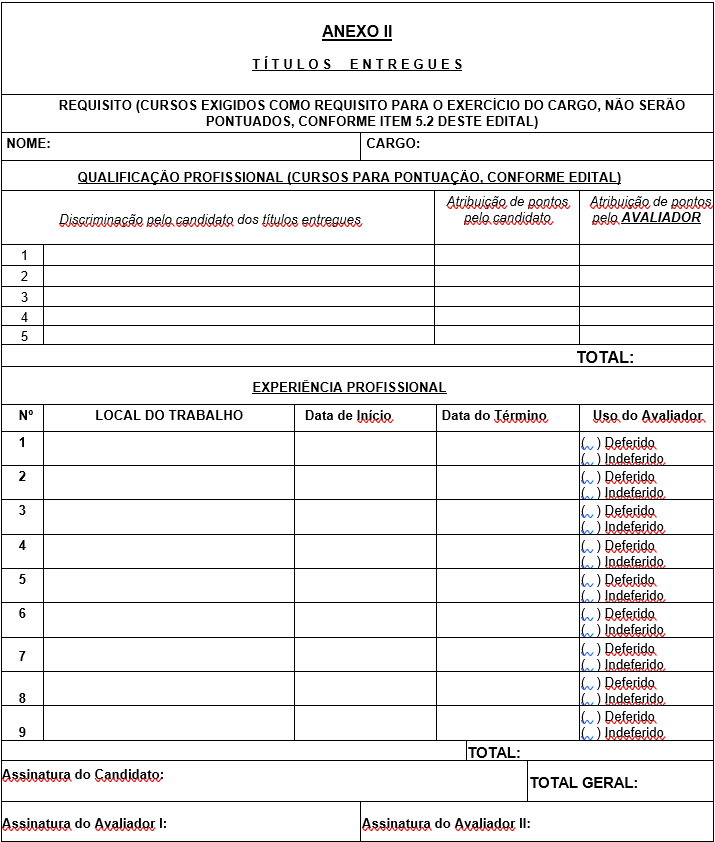 ANEXO II
TÍTULOS ENTREGUES
REQUISITO (CURSOS EXIGIDOS COMO REQUISITO PARA O EXERCÍCIO DO CARGO, NÃO SERÃO
PONTUADOS, CONFORME ITEM 5.2 DESTE EDITAL)
NOME: CARGO:
QUALIFICAÇÃO PROFISSIONAL (CURSOS PARA PONTUAÇÃO, CONFORME EDITAL)
Discriminação pelo candidato dos títulos entregues
Atribuição de pontos
pelo candidato
Atribuição de pontos
pelo AVALIADOR
1
2
3
4
5
TOTAL:
EXPERIÊNCIA PROFISSIONAL
Nº LOCAL DO TRABALHO Data de Início Data do Término Uso do Avaliador
1 ( ) Deferido
( ) Indeferido
2 ( ) Deferido
( ) Indeferido
3 ( ) Deferido
( ) Indeferido
4 ( ) Deferido
( ) Indeferido
5 ( ) Deferido
( ) Indeferido
6 ( ) Deferido
( ) Indeferido
7 ( ) Deferido
( ) Indeferido
8 ( ) Deferido
( ) Indeferido
9 ( ) Deferido
( ) Indeferido
TOTAL:
Assinatura do Candidato:
TOTAL GERAL:
Assinatura do Avaliador I: Assinatura do Avaliador II: